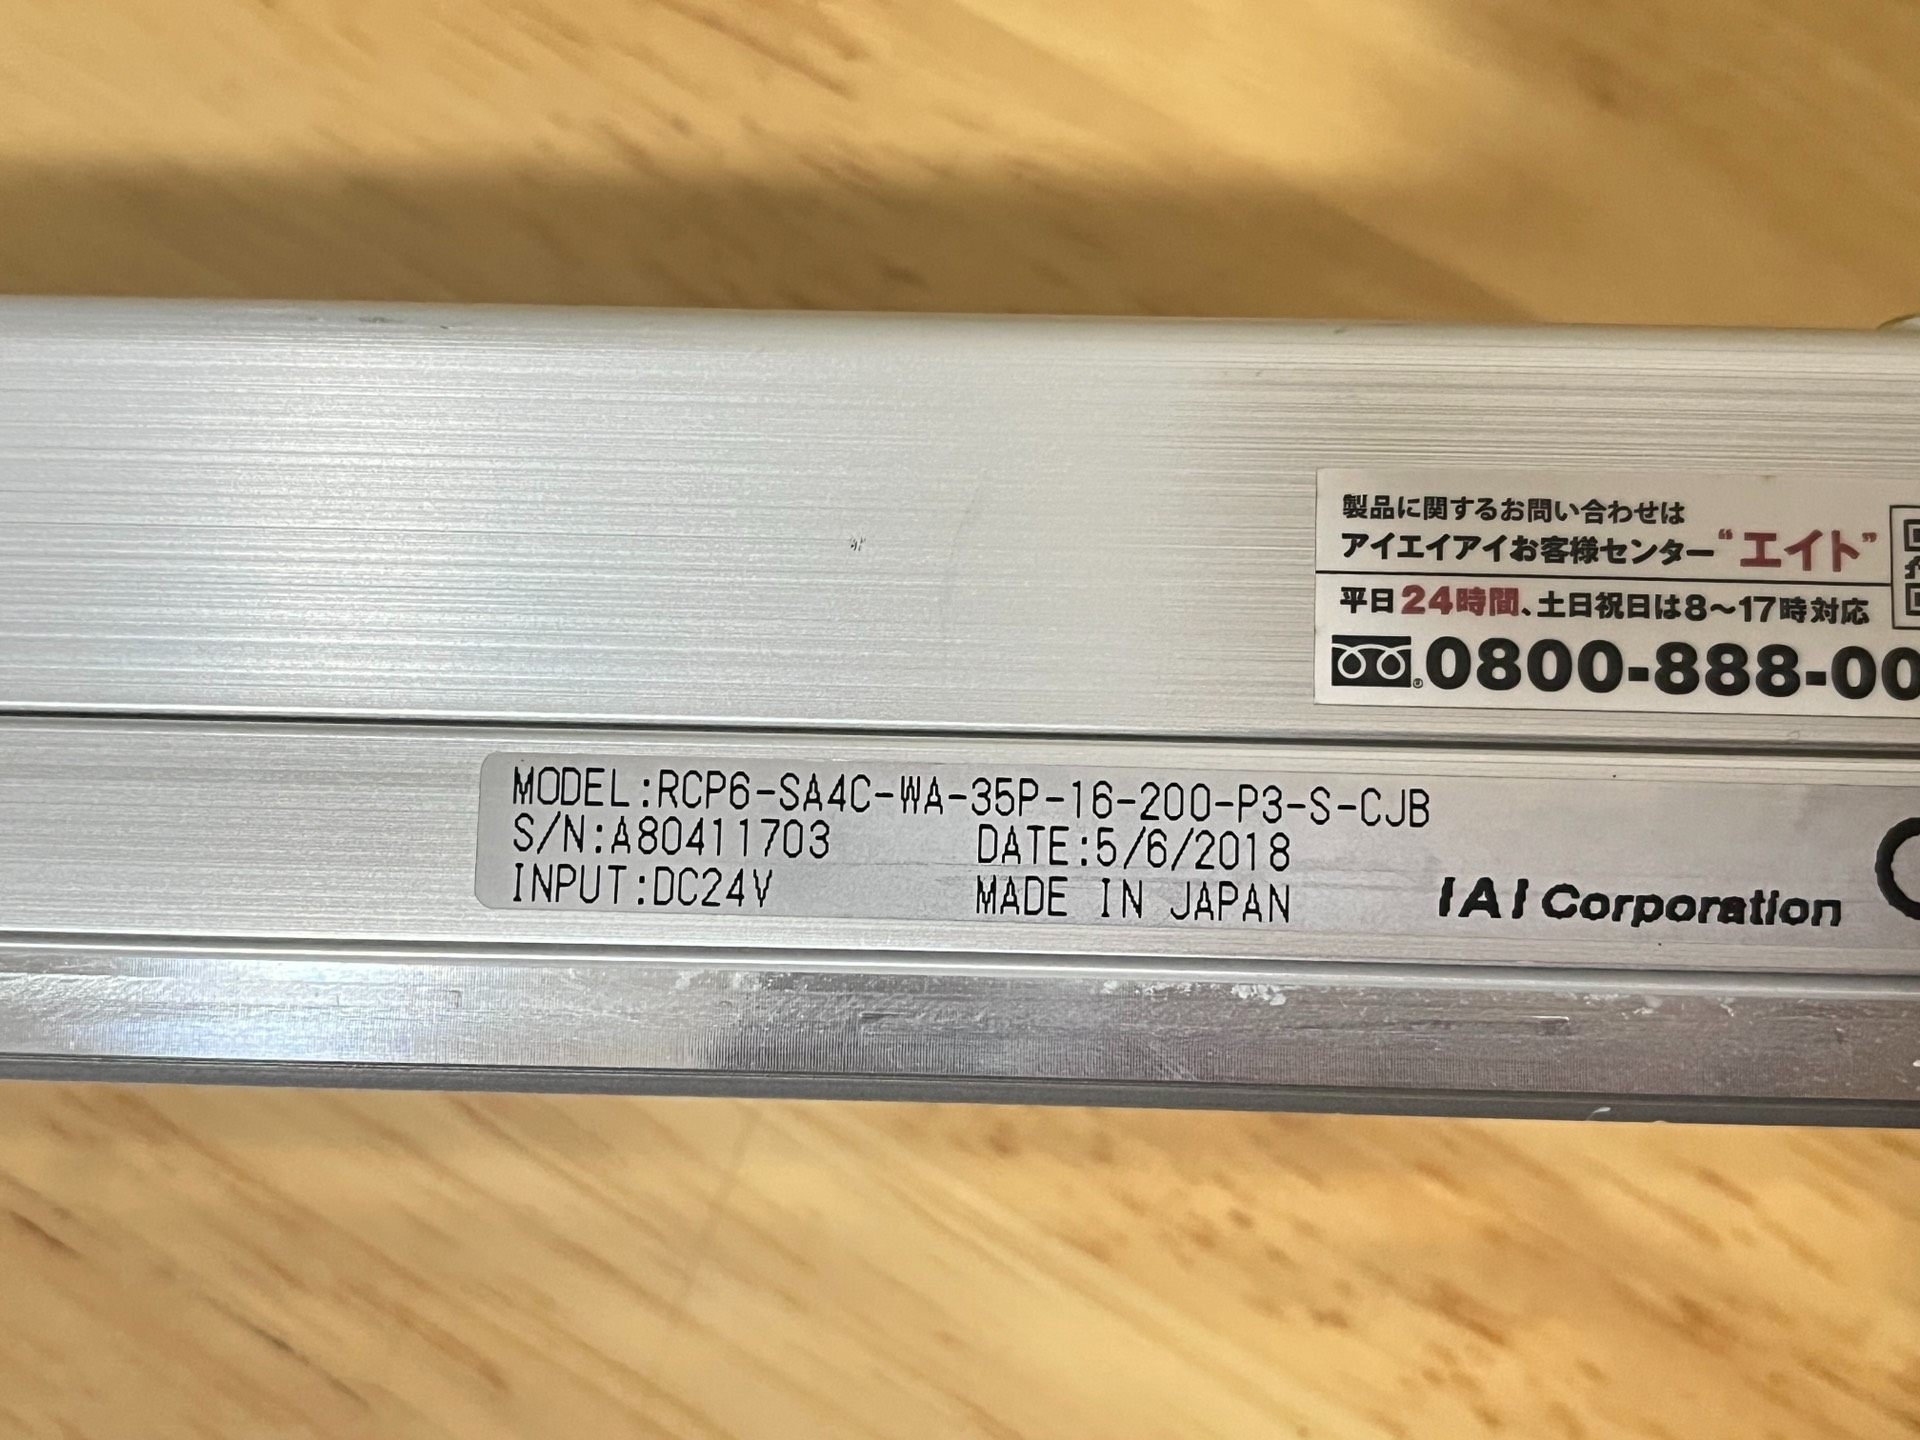 製品に関するお問い合わせは
アイエイアイお客様センター“エイト”
平日24時間、土日祝日は8～17時対応
0800-888-00
MODEL:RCP6-SA4C-WA-35P-16-200-P3-S-CJB
S/N:A80411703 DATE:5/6/2018
INPUT:DC24V MADE IN JAPAN
IAI Corporation